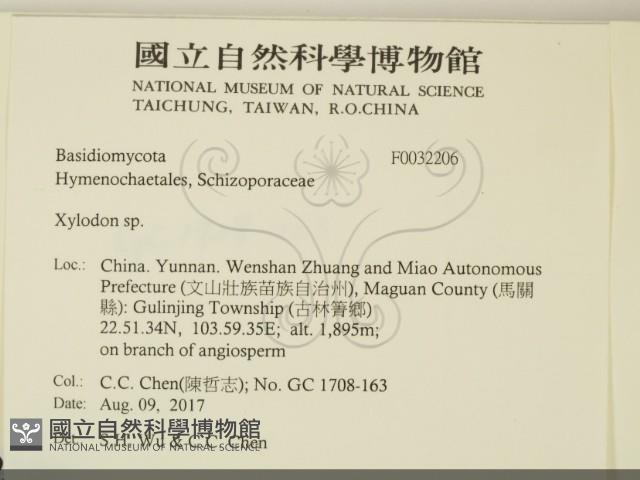 國立自然科學博物館
NATIONAL MUSEUM OF NATURAL SCIENCE
TAICHUNG, TAIWAN, R.O.CHINA
Basidiomycota F0032206
Hymenochaetales, Schizoporaceae
Xylodon sp.
Loc.: China. Yunnan. Wenshan Zhuang and Miao Autonomous
Prefecture (文山壯族苗族自治州), Maguan County (馬關
縣): Gulinjing Township (古林箐鄉)
22.51.34N, 103.59.35E; alt. 1,895m;
on branch of angiosperm
Col.: C.C. Chen(陳哲志); No. GC 1708-163
Date: Aug. 09, 2017
Det.: S.H. Wu & C.C. Chen
國立自然科學博物館
NATIONAL MUSEUM OF NATURAL SCIENCE